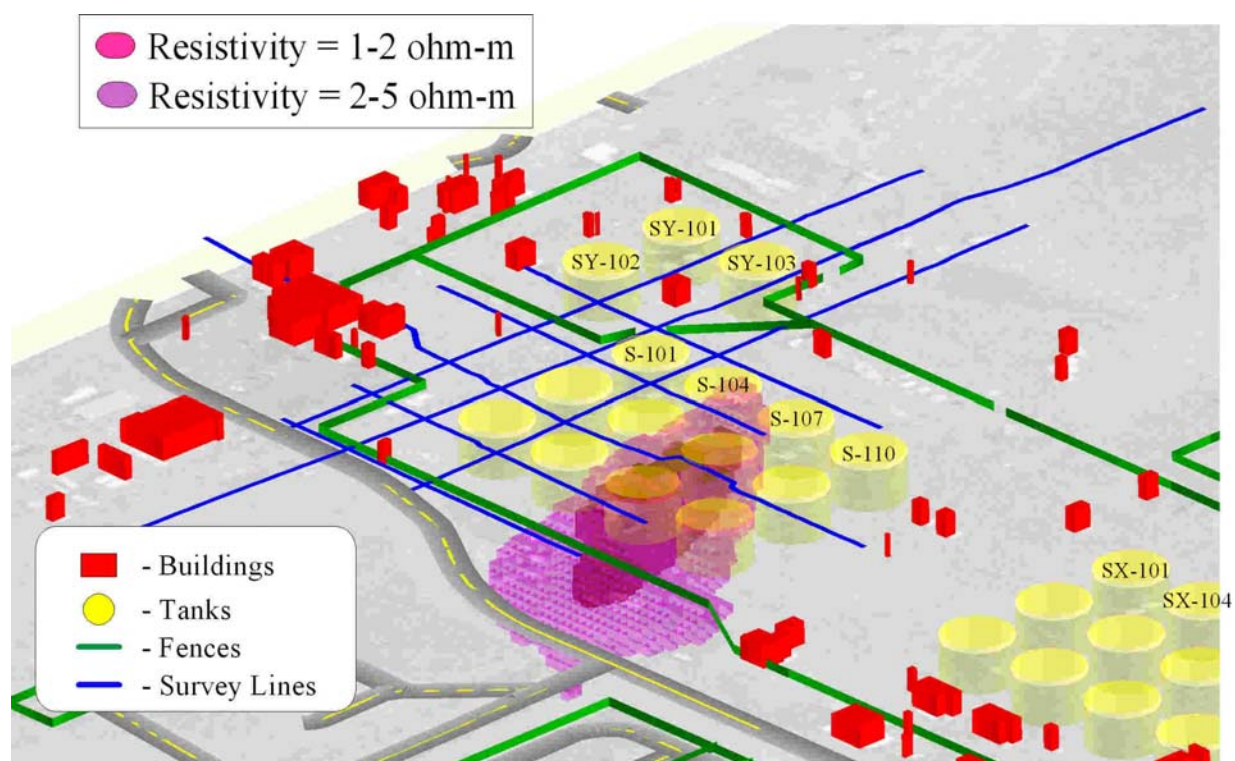 Resistivity = 1-2 ohm-m
Resistivity = 2-5 ohm-m
SY-101
SY-102
SY-103
S-101
S-104
S-107
S-110
SX-101
SX-104
- Buildings
- Tanks
- Fences
- Survey Lines